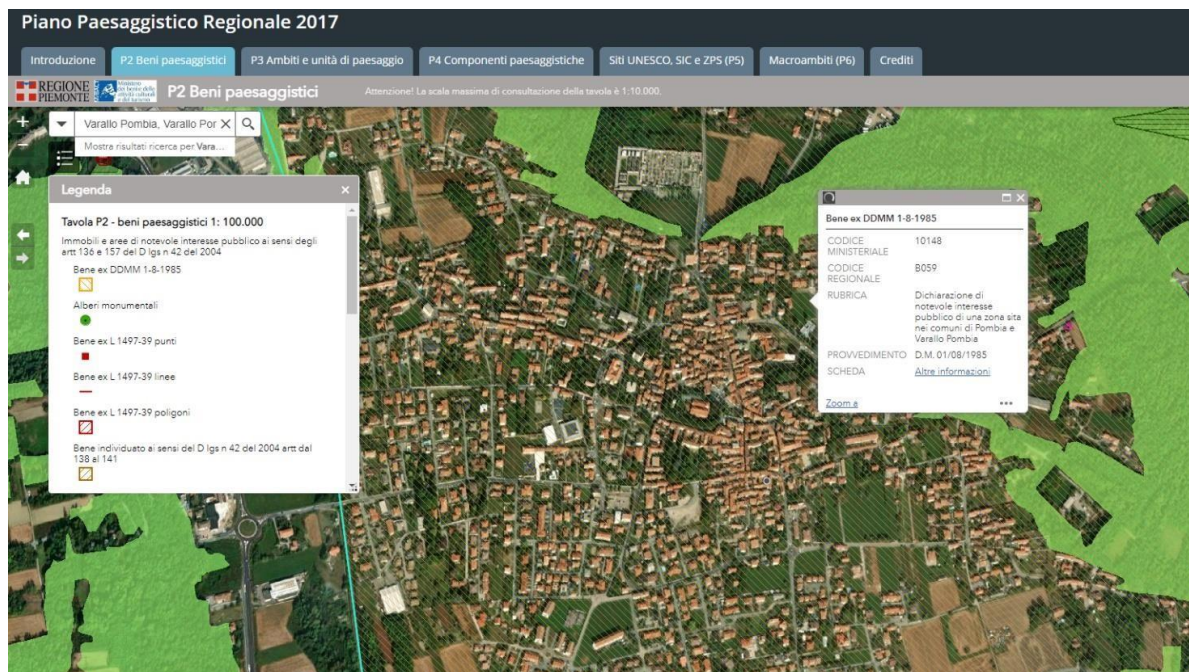 Piano Paesaggistico Regionale 2017
Introduzione
P2 Beni paesaggistici
P3 Ambiti e unità di paesaggio
P4 Componenti paesaggistiche
Siti UNESCO, SIC e ZPS (P5)
Macroambiti (P6)
Crediti
REGIONE
PIEMONTE
P2 Beni paesaggistici
Attenzione! La scala massima di consultazione della tavola è 1:10.000.
Varallo Pombia, Varallo Por
Mostra risultati ricerca per Vara...
Legenda
Tavola P2 - beni paesaggistici 1: 100.000
Immobili e aree di notevole interesse pubblico ai sensi degli
artt 136 e 157 del D lgs n 42 del 2004
Bene ex DDMM 1-8-1985
Alberi monumentali
Bene ex L 1497-39 punti
Bene ex L 1497-39 linee
Bene ex L 1497-39 poligoni
Bene individuato ai sensi del D lgs n 42 del 2004 artt dal
138 al 141
Bene ex DDMM 1-8-1985
CODICE MINISTERIALE 10148
CODICE REGIONALE B059
RUBRICA Dichiarazione di
notevole interesse
pubblico di una zona sita
nei comuni di Pombia e
Varallo Pombia
PROVVEDIMENTO D.M. 01/08/1985
SCHEDA Altre informazioni
Zoom a